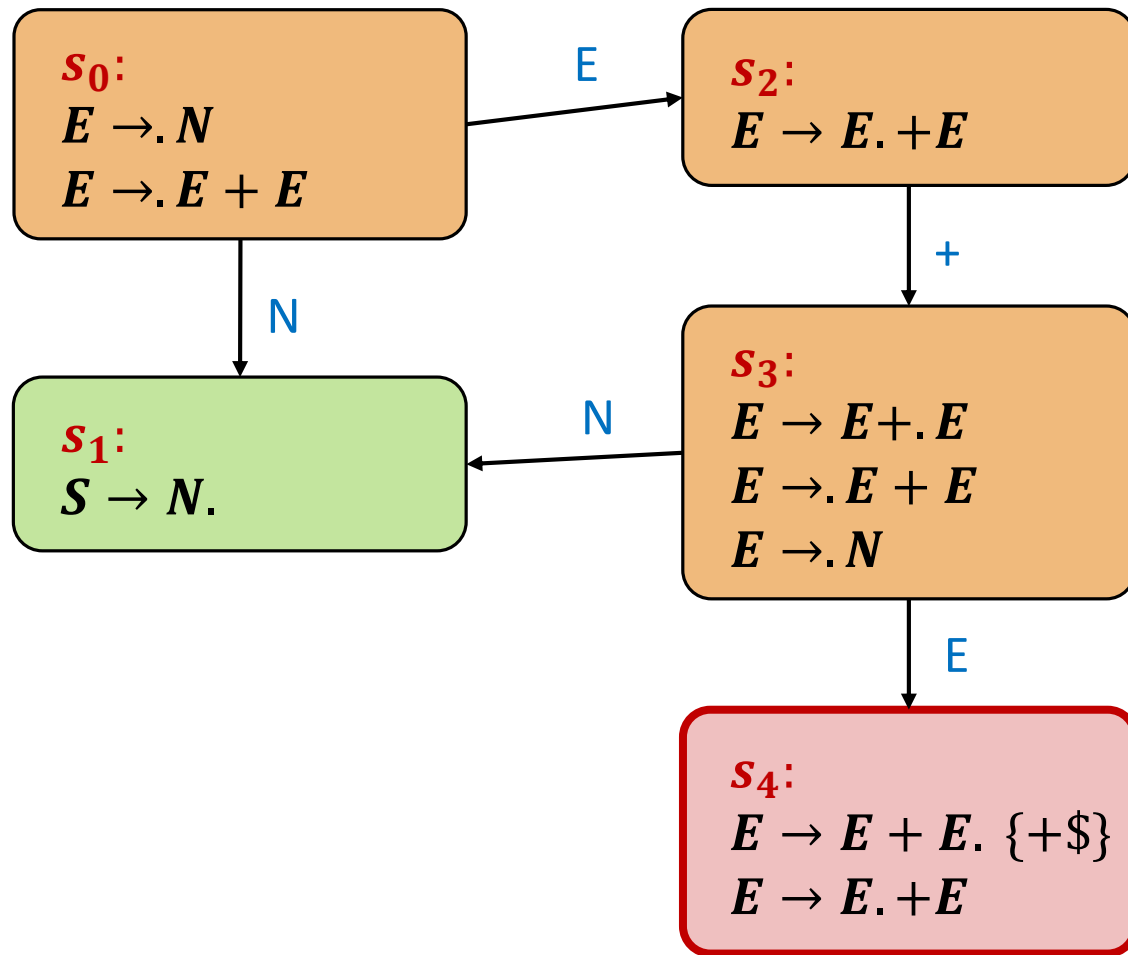 s₀:
E →. N
E →. E + E
E
s₂:
E → E. +E
N
+
s₁:
S → N.
N
s₃:
E → E+. E
E →. E + E
E →. N
E
s₄:
E → E + E. {+$}
E → E. +E